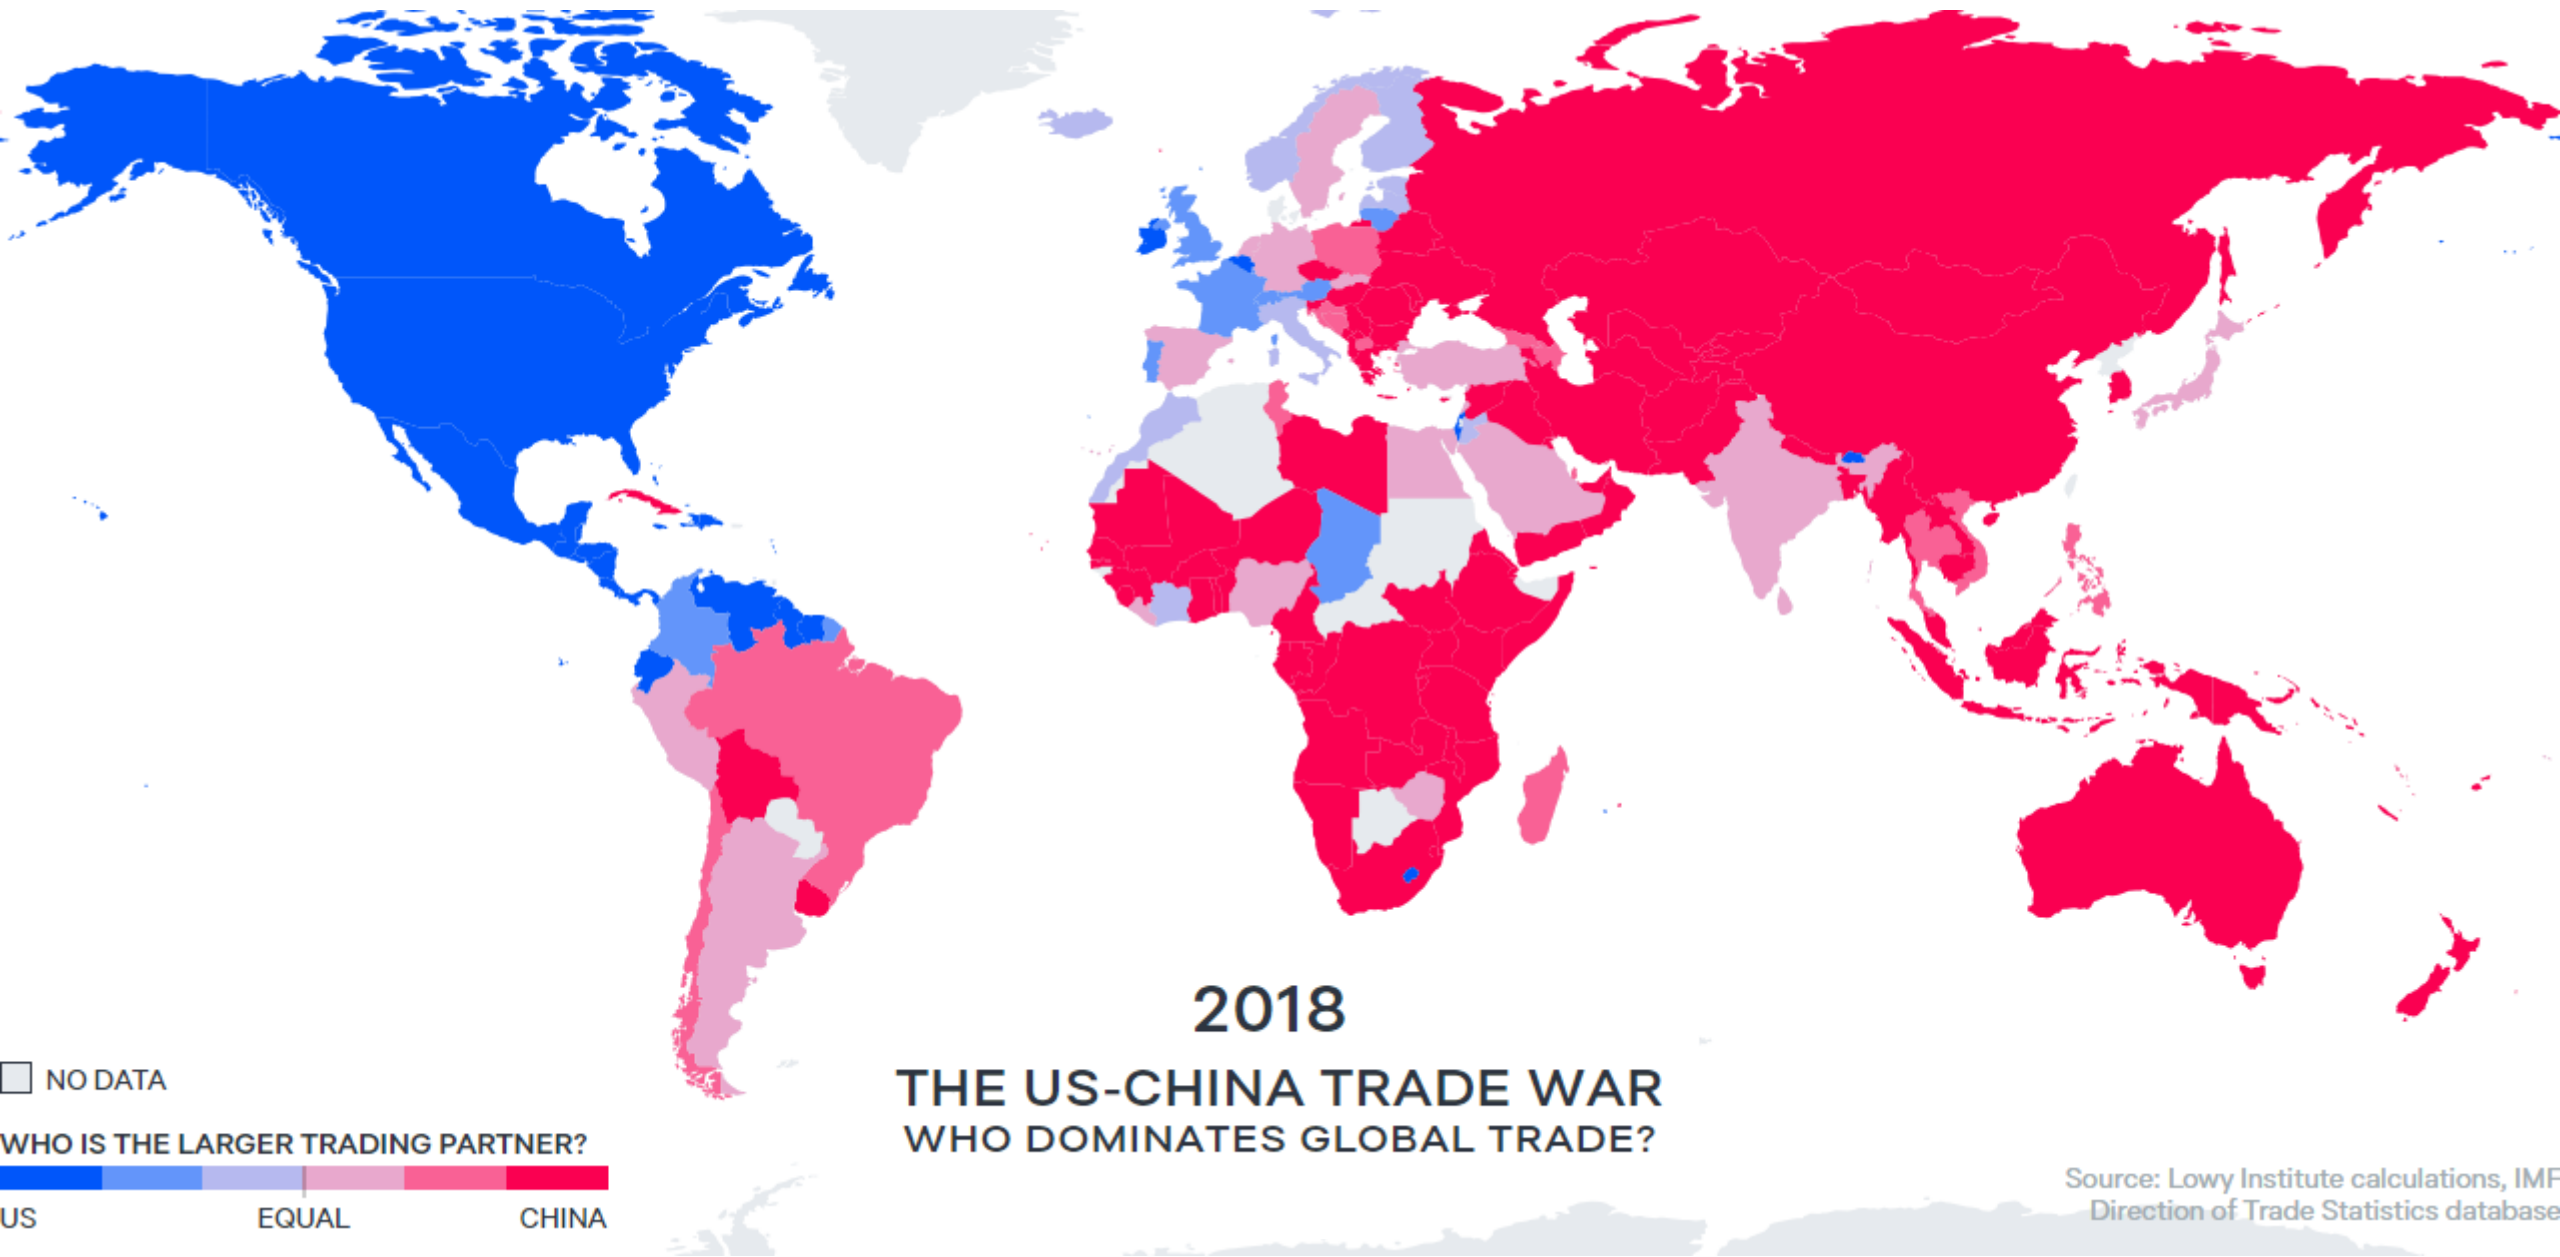 2018
THE US-CHINA TRADE WAR
WHO DOMINATES GLOBAL TRADE?
NO DATA
WHO IS THE LARGER TRADING PARTNER?
US EQUAL CHINA
Source: Lowy Institute calculations, IMF
Direction of Trade Statistics database